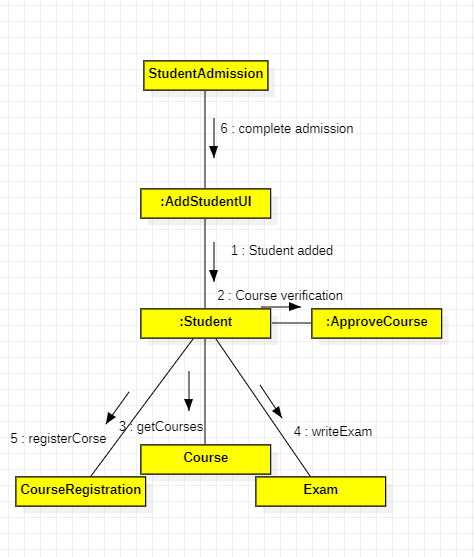 StudentAdmission
6 : complete admission
:AddStudentUI
1 : Student added
2 : Course verification
:Student
:ApproveCourse
3 : getCourses
4 : writeExam
5 : registerCorse
Course
CourseRegistration
Exam